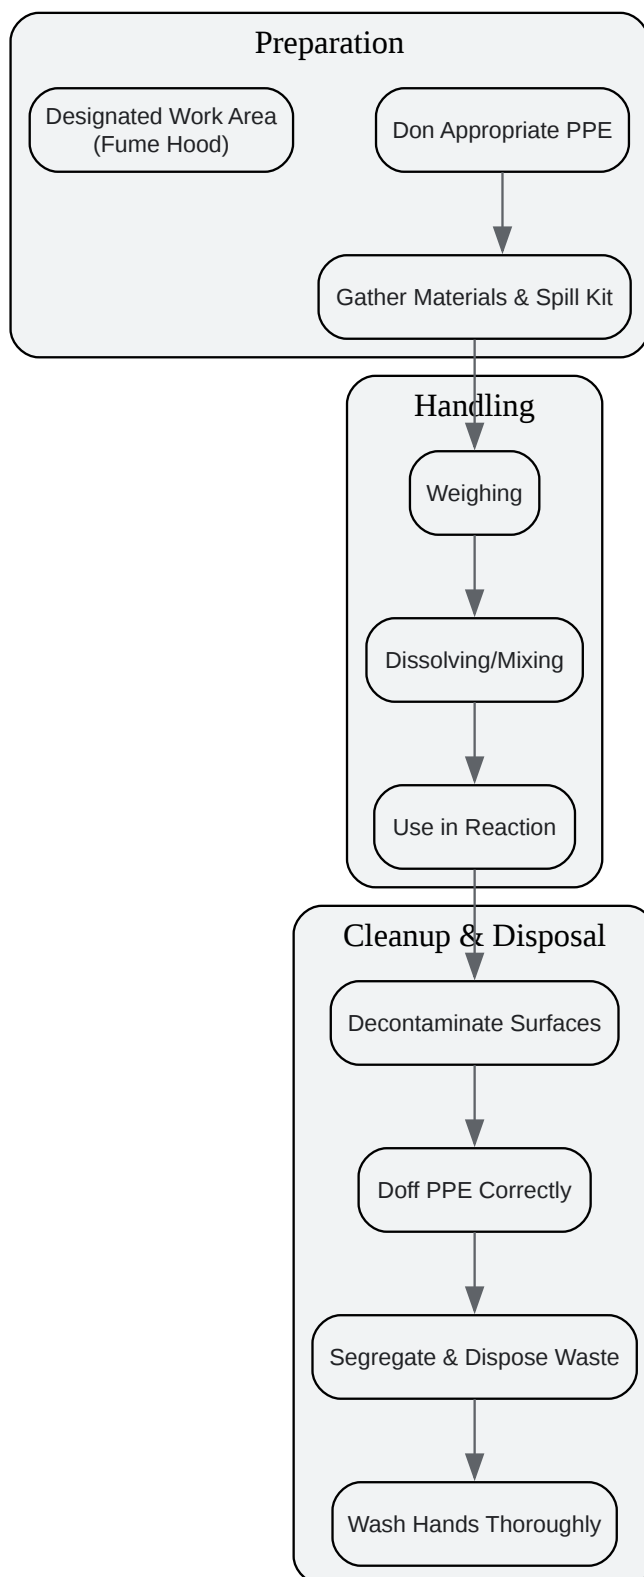 Preparation
Designated Work Area
(Fume Hood)
Don Appropriate PPE
Gather Materials & Spill Kit
Handling
Weighing
Dissolving/Mixing
Use in Reaction
Cleanup & Disposal
Decontaminate Surfaces
Doff PPE Correctly
Segregate & Dispose Waste
Wash Hands Thoroughly